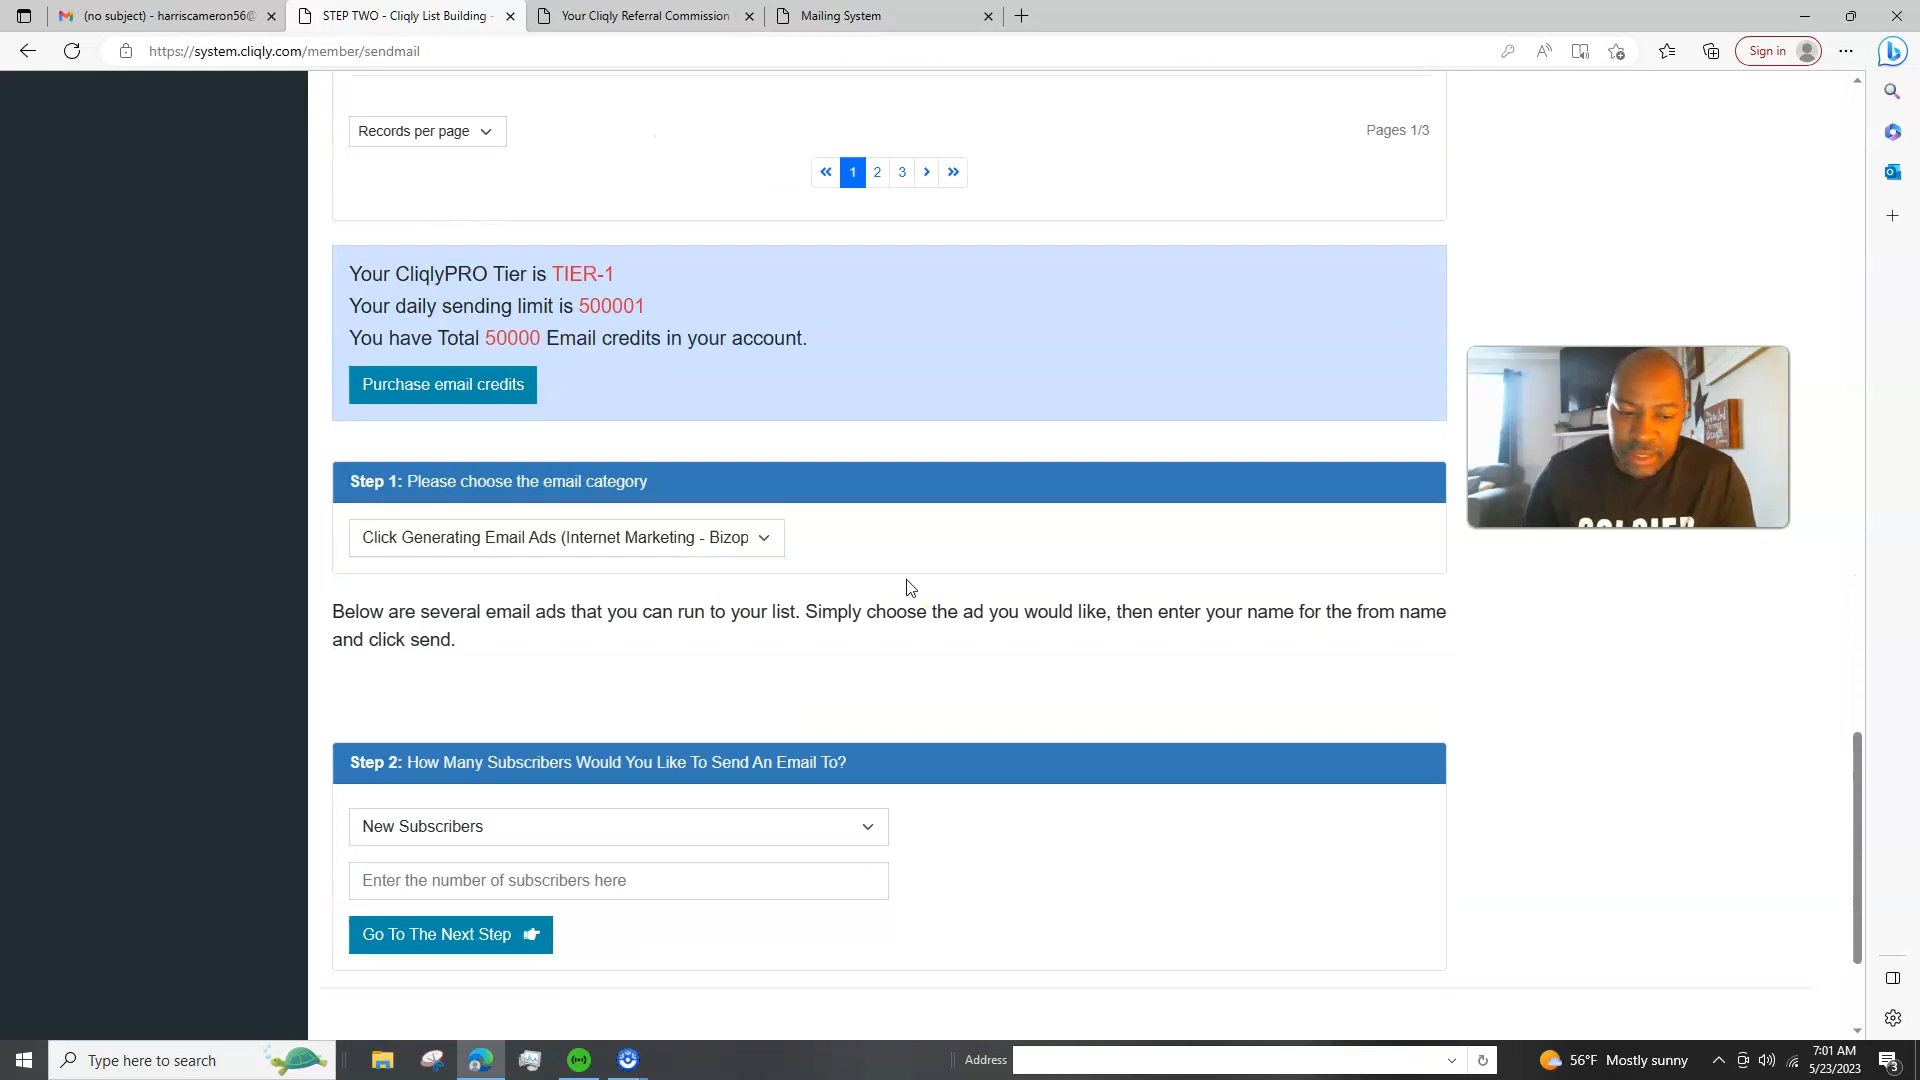 (no subject) - harriscameron56@
STEP TWO - Cliqly List Building -
Your Cliqly Referral Commission
Mailing System
https://system.cliqly.com/member/sendmail
Sign in
Records per page
Pages 1/3
« 1 2 3 › »
Your CliqlyPRO Tier is TIER-1
Your daily sending limit is 500001
You have Total 50000 Email credits in your account.
Purchase email credits
Step 1: Please choose the email category
Click Generating Email Ads (Internet Marketing - Bizop
Below are several email ads that you can run to your list. Simply choose the ad you would like, then enter your name for the from name
and click send.
Step 2: How Many Subscribers Would You Like To Send An Email To?
New Subscribers
Enter the number of subscribers here
Go To The Next Step
Type here to search
Address
56°F Mostly sunny
7:01 AM
5/23/2023
3